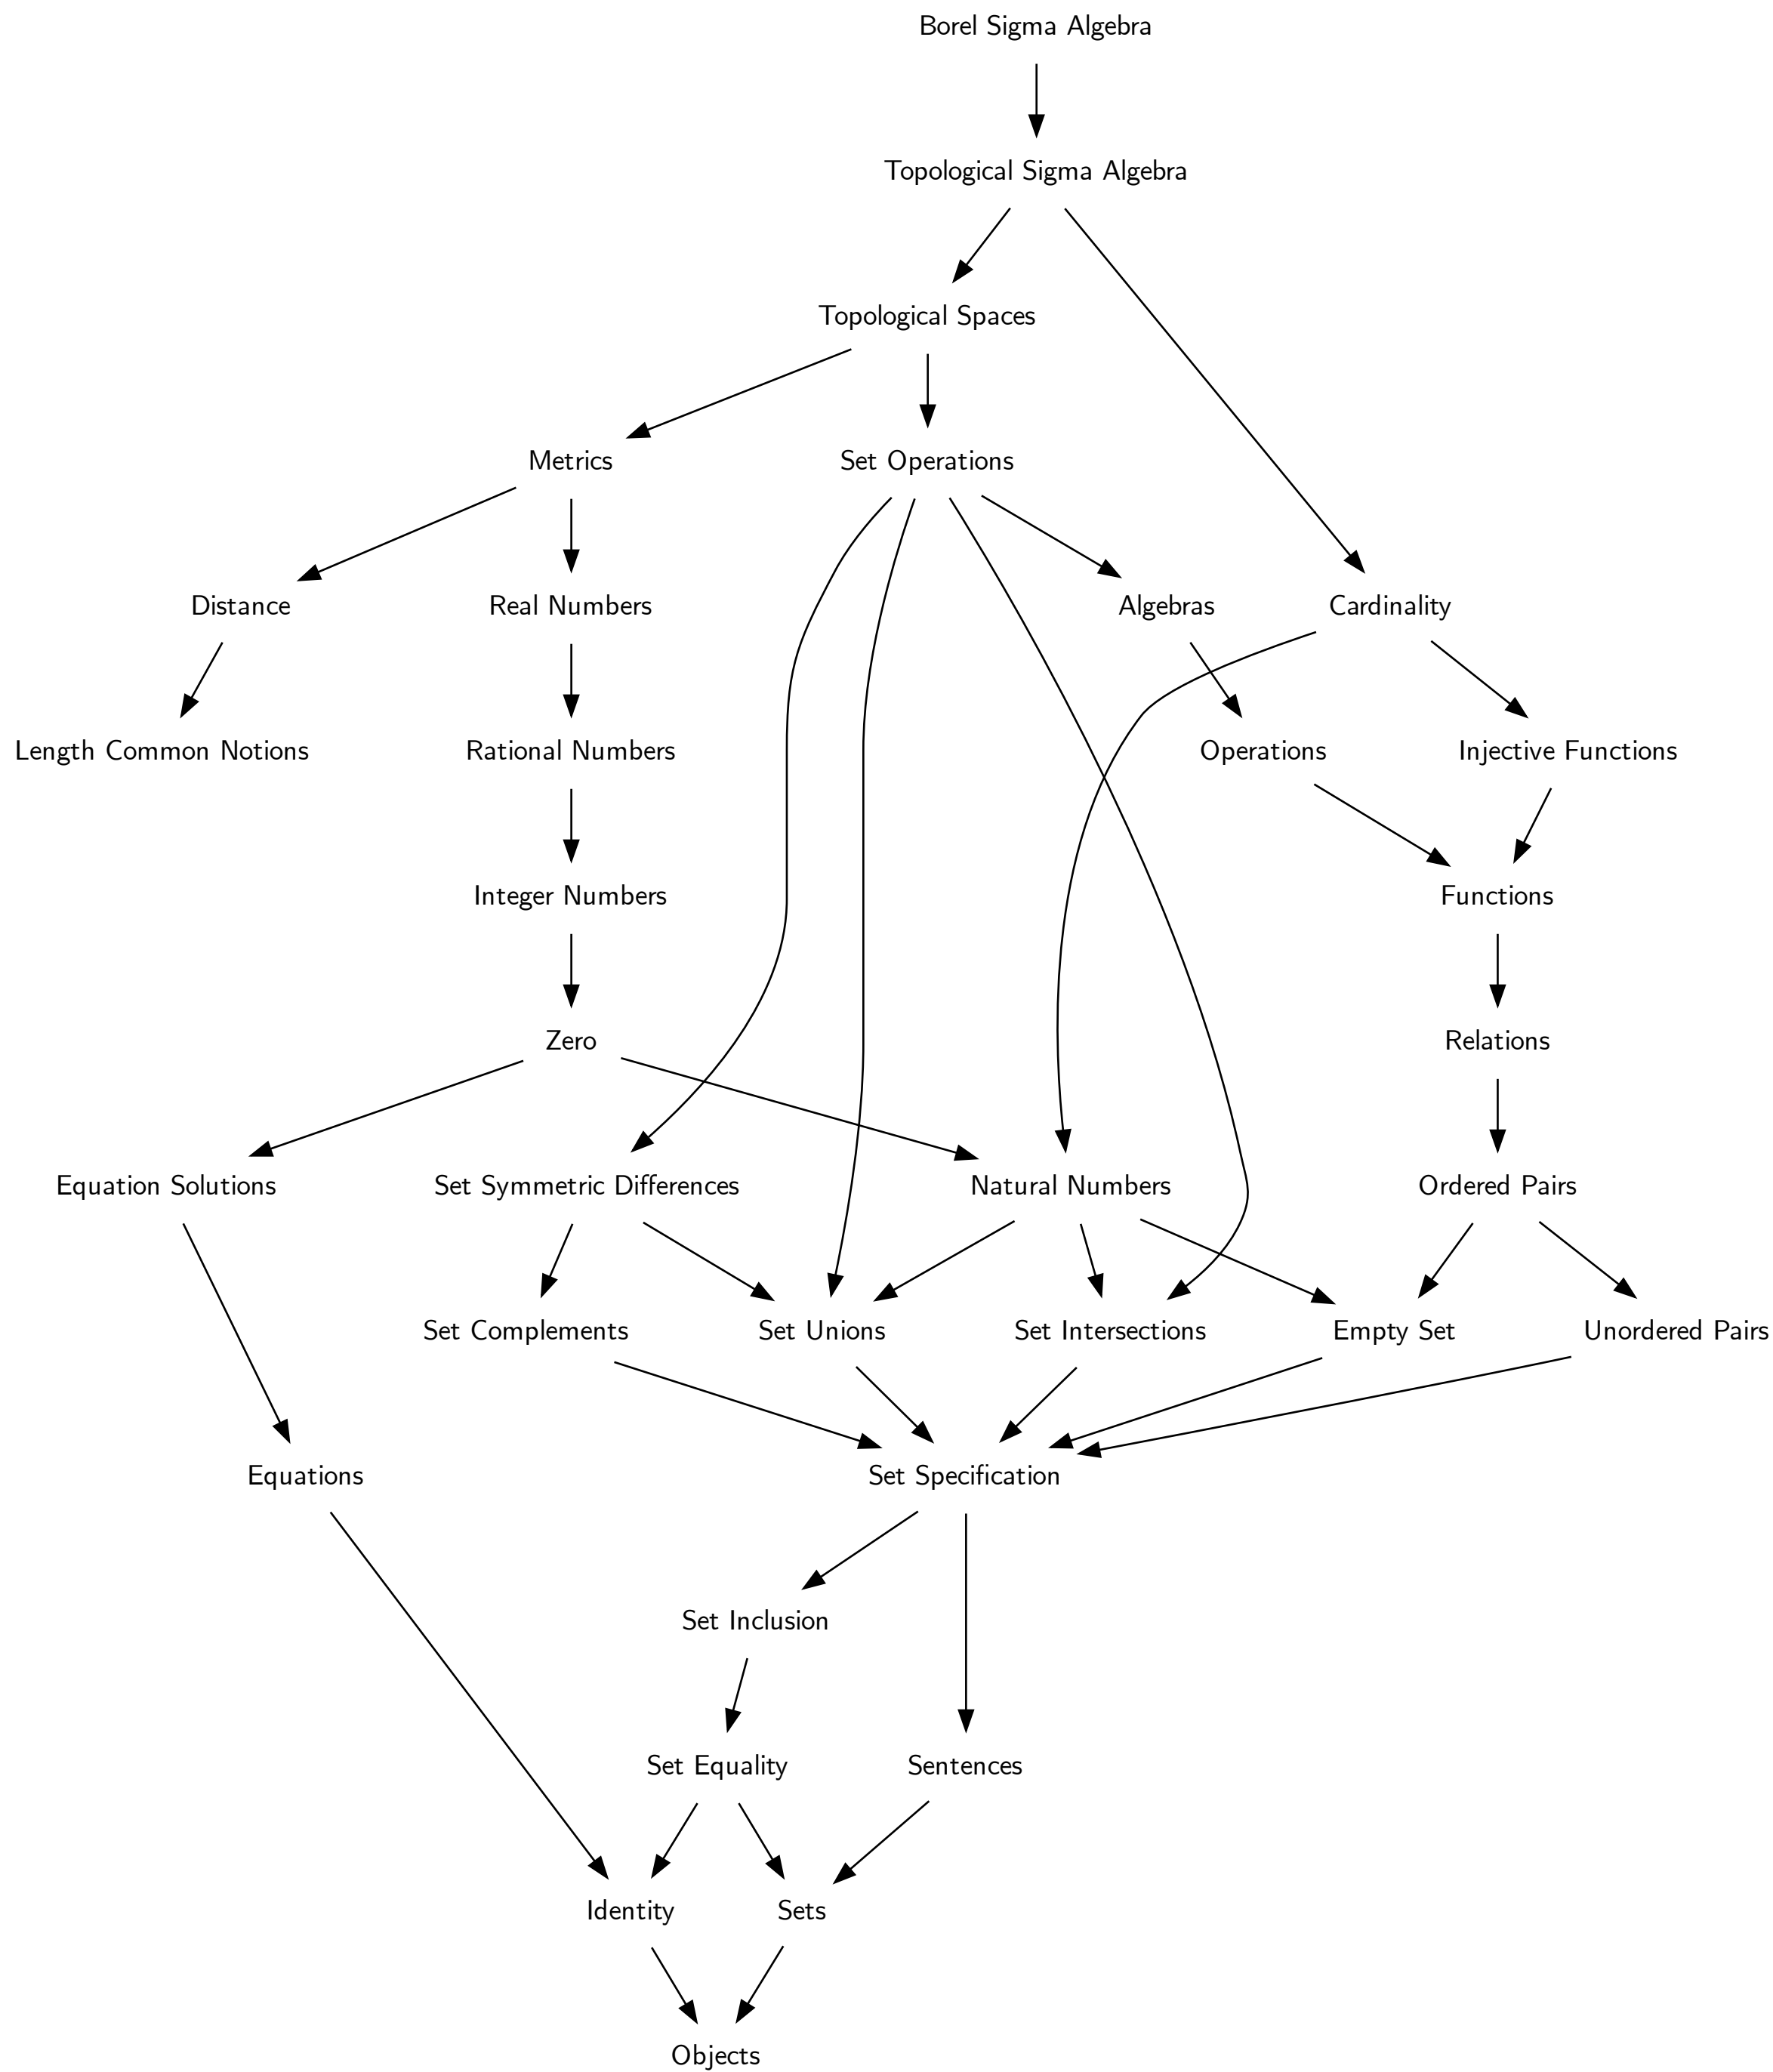 Borel Sigma Algebra
Topological Sigma Algebra
Topological Spaces
Metrics
Set Operations
Distance
Real Numbers
Algebras
Cardinality
Length Common Notions
Rational Numbers
Operations
Injective Functions
Integer Numbers
Functions
Zero
Relations
Equation Solutions
Set Symmetric Differences
Natural Numbers
Ordered Pairs
Set Complements
Set Unions
Set Intersections
Empty Set
Unordered Pairs
Equations
Set Specification
Set Inclusion
Set Equality
Sentences
Identity
Sets
Objects